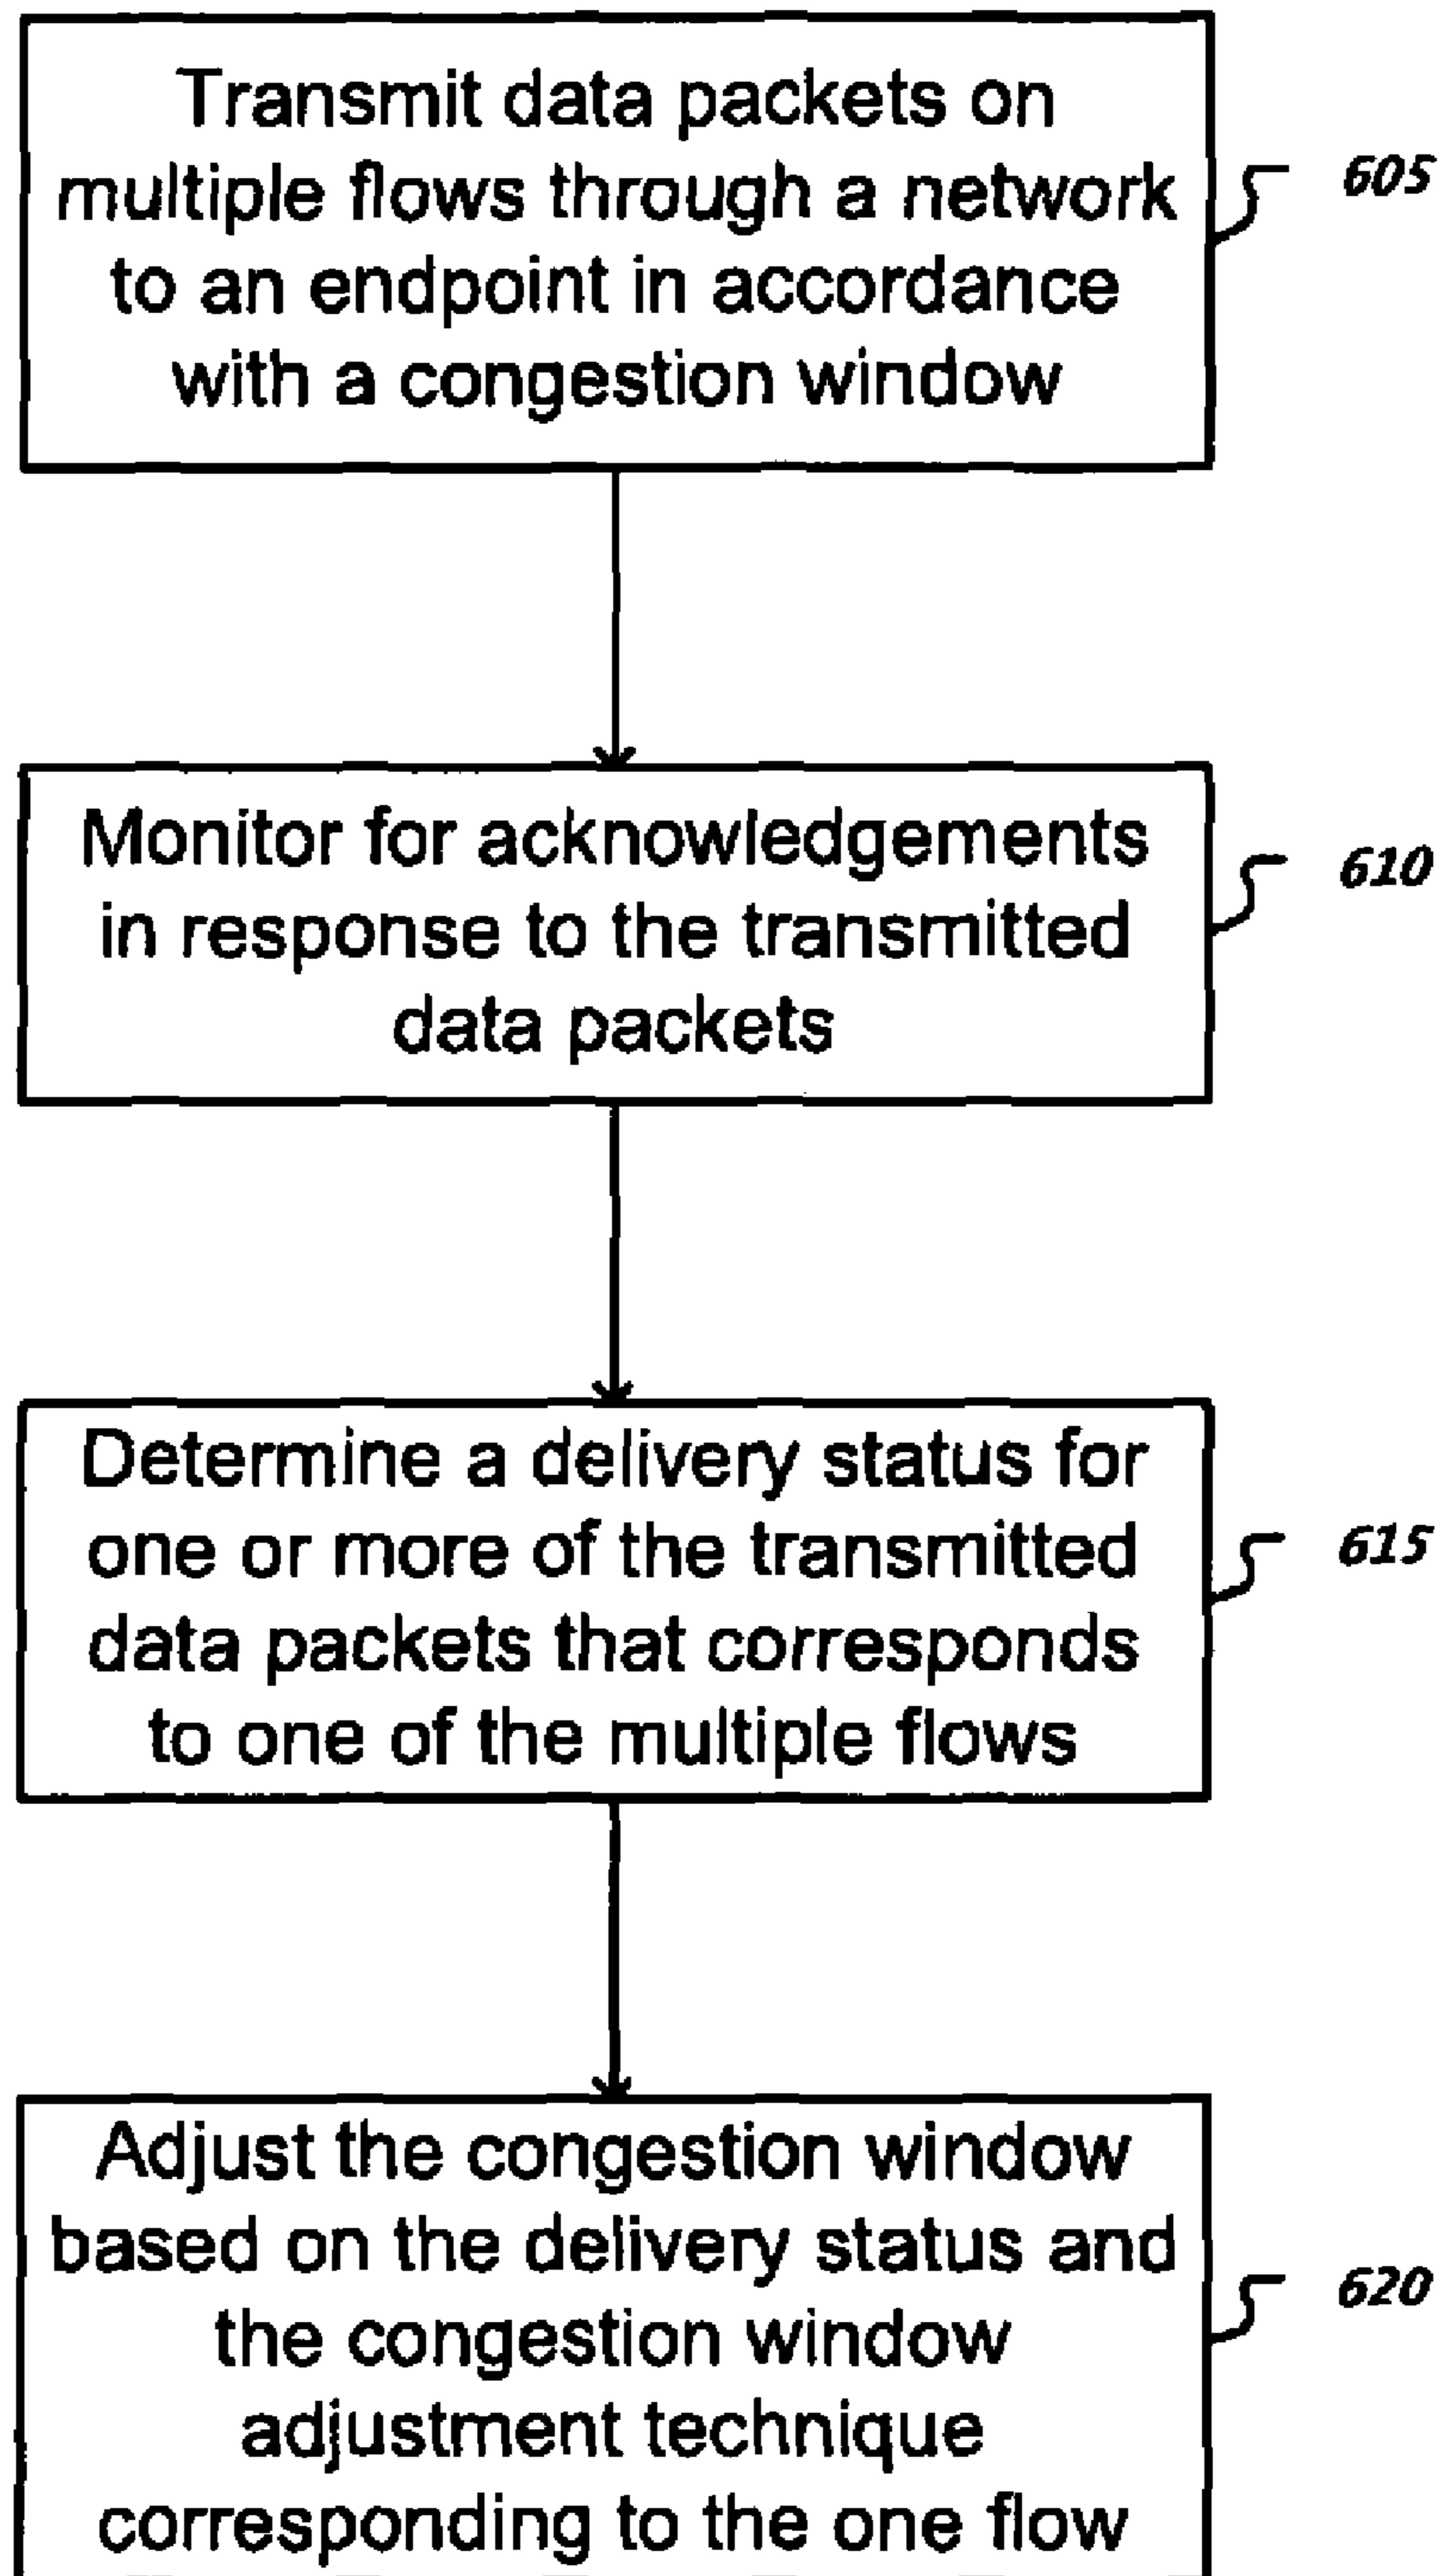 Transmit data packets on
multiple flows through a network
to an endpoint in accordance
with a congestion window
605
Monitor for acknowledgements
in response to the transmitted
data packets
610
Determine a delivery status for
one or more of the transmitted
data packets that corresponds
to one of the multiple flows
615
Adjust the congestion window
based on the delivery status and
the congestion window
adjustment technique
corresponding to the one flow
620